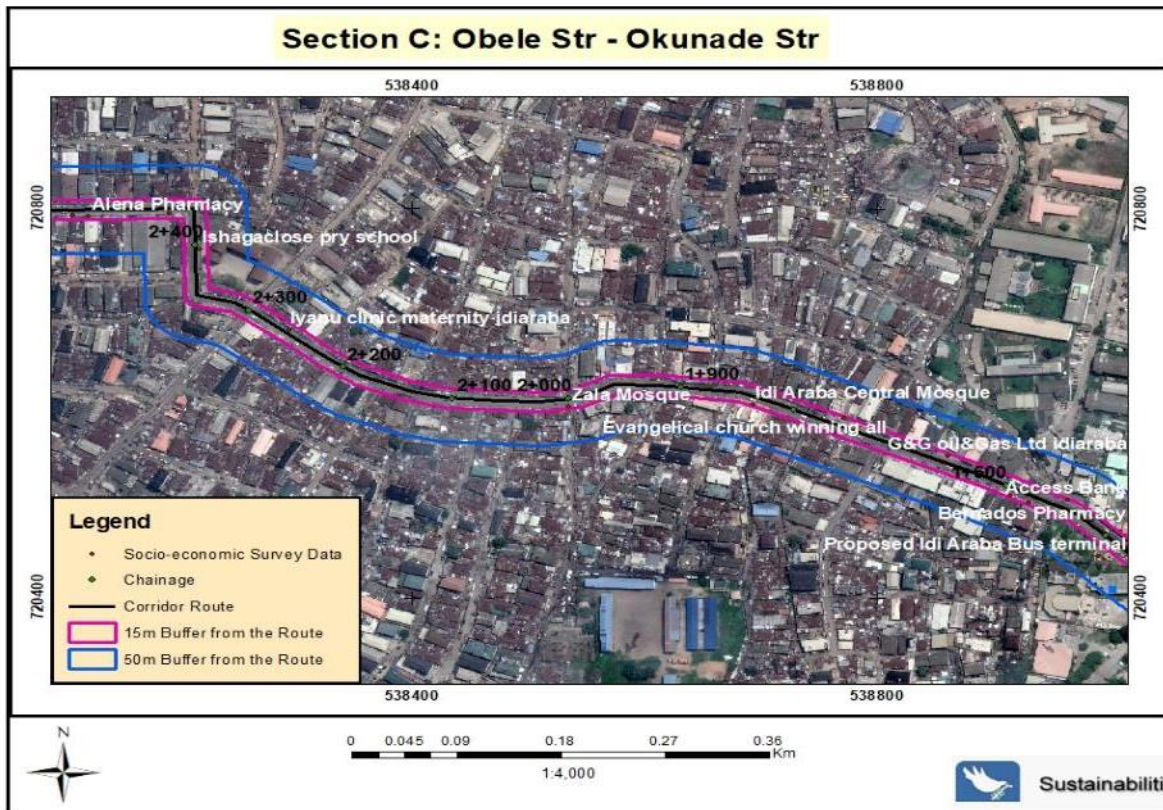 Section C: Obele Str - Okunade Str
538400
538800
720800
720800
Alena Pharmacy
2+400
Ishagaclose pry school
2+300
Iyanu clinic maternity idiaraba
2+200
2+100 2+000
1+900
Zala Mosque
Idi Araba Central Mosque
Evangelical church winning all
G&G oil&Gas Ltd idiaraba
1+600
Access Bank
Bernados Pharmacy
Proposed Idi Araba Bus terminal
Legend
Socio-economic Survey Data
Chainage
Corridor Route
15m Buffer from the Route
50m Buffer from the Route
720400
720400
538400
538800
N
0 0.045 0.09 0.18 0.27 0.36
Km
1:4,000
Sustainabiliti